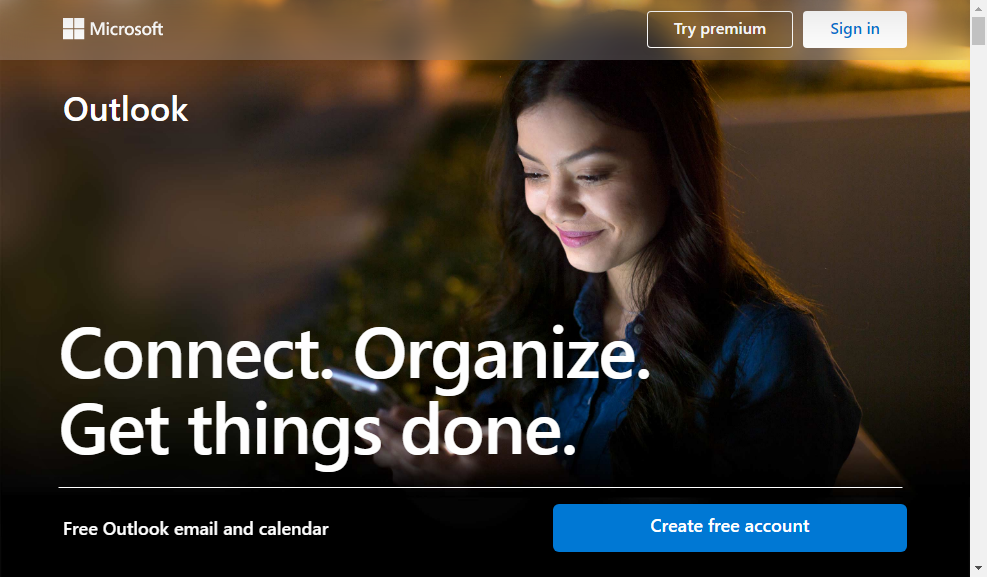 Microsoft
Try premium
Sign in
Outlook
Connect. Organize.
Get things done.
Free Outlook email and calendar
Create free account